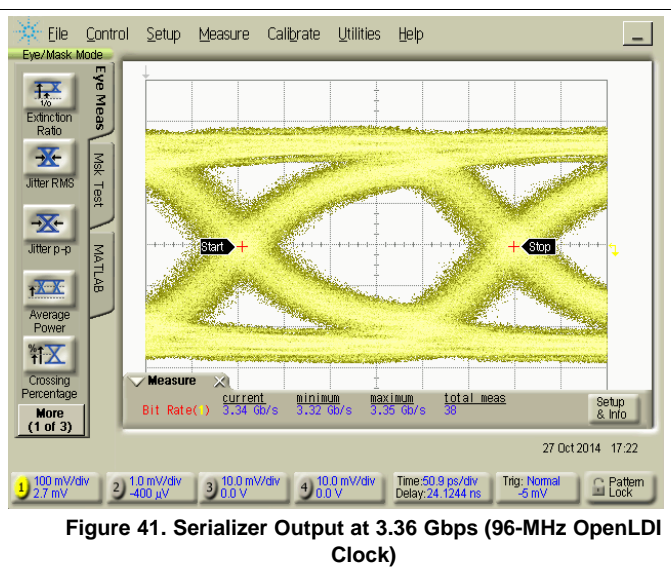 File Control Setup Measure Calibrate Utilities Help
Eye/Mask Mode
Eye Meas
Msk Test
MATLAB
1/0
Extinction
Ratio
Jitter RMS
Jitter p-p
Average
Power
Crossing
Percentage
More
(1 of 3)
Start
Stop
Measure
current minimum maximum total meas
Bit Rate(1) 3.34 Gb/s 3.32 Gb/s 3.35 Gb/s 38
Setup
& Info
27 Oct 2014 17:22
1 100 mV/div
2.7 mV
2 1.0 mV/div
-400 µV
3 10.0 mV/div
0.0 V
4 10.0 mV/div
0.0 V
Time:50.9 ps/div
Delay:24.1244 ns
Trig: Normal
-5 mV
Pattern
Lock
Figure 41. Serializer Output at 3.36 Gbps (96-MHz OpenLDI
Clock)